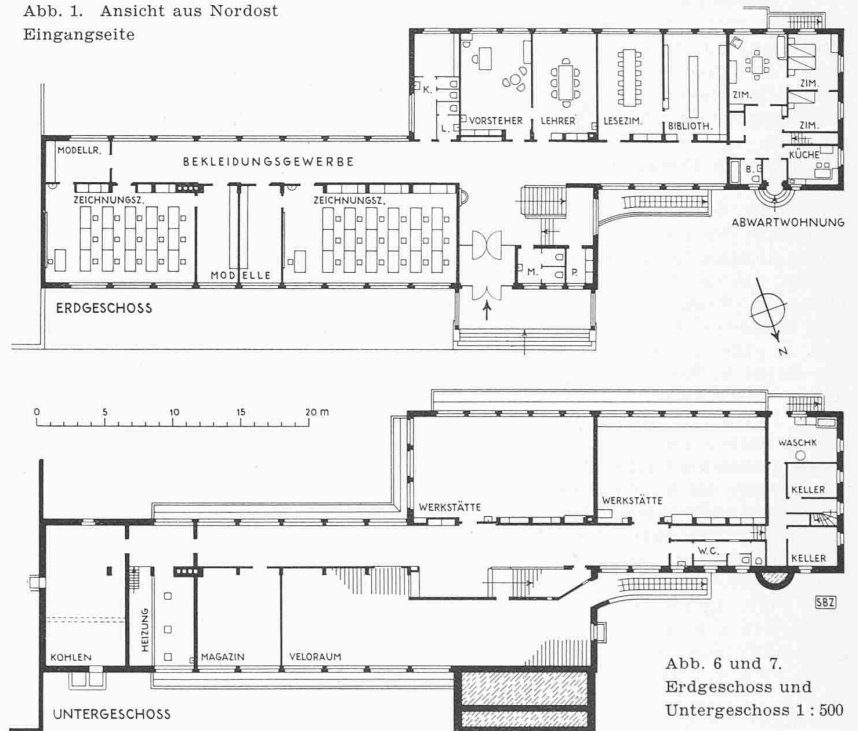 Abb. 1. Ansicht aus Nordost
Eingangseite
K.
L.
VORSTEHER
LEHRER
LESEZIM.
BIBLIOTH.
ZIM.
ZIM.
ZIM.
B.
KÜCHE
ABWARTWOHNUNG
MODELLR.
BEKLEIDUNGSGEWERBE
ZEICHNUNGSZ.
ZEICHNUNGSZ.
MODELLE
M.
P.
ERDGESCHOSS
N
0 5 10 15 20 m
WERKSTÄTTE
WERKSTÄTTE
WASCHK
KELLER
KELLER
W.C.
HEIZUNG
KOHLEN
MAGAZIN
VELORAUM
UNTERGESCHOSS
SBZ
Abb. 6 und 7.
Erdgeschoss und
Untergeschoss 1 : 500